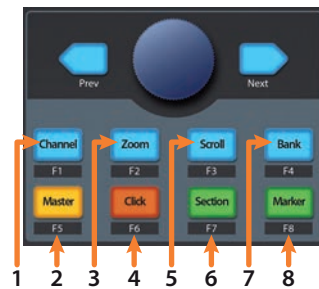 Prev Next
Channel Zoom Scroll Bank
F1 F2 F3 F4
Master Click Section Marker
F5 F6 F7 F8
1 2 3 4 5 6 7 8